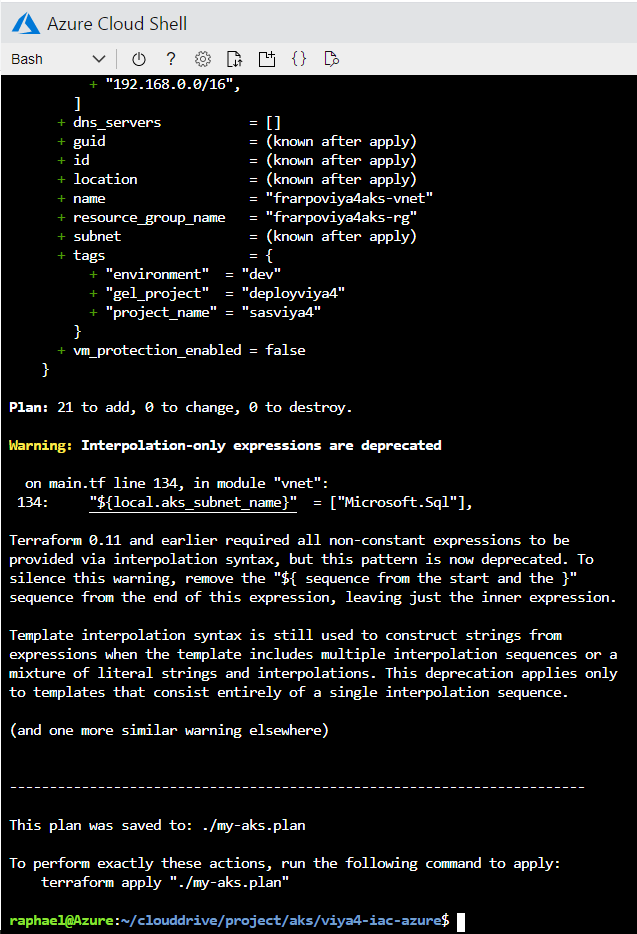 Azure Cloud Shell
Bash ? {}
+ "192.168.0.0/16",
]
+ dns_servers = []
+ guid = (known after apply)
+ id = (known after apply)
+ location = (known after apply)
+ name = "frarpoviya4aks-vnet"
+ resource_group_name = "frarpoviya4aks-rg"
+ subnet = (known after apply)
+ tags = {
+ "environment" = "dev"
+ "gel_project" = "deployviya4"
+ "project_name" = "sasviya4"
}
+ vm_protection_enabled = false
}
Plan: 21 to add, 0 to change, 0 to destroy.
Warning: Interpolation-only expressions are deprecated
on main.tf line 134, in module "vnet":
134: "${local.aks_subnet_name}" = ["Microsoft.Sql"],
Terraform 0.11 and earlier required all non-constant expressions to be
provided via interpolation syntax, but this pattern is now deprecated. To
silence this warning, remove the "${ sequence from the start and the }"
sequence from the end of this expression, leaving just the inner expression.
Template interpolation syntax is still used to construct strings from
expressions when the template includes multiple interpolation sequences or a
mixture of literal strings and interpolations. This deprecation applies only
to templates that consist entirely of a single interpolation sequence.
(and one more similar warning elsewhere)
------------------------------------------------------------------------
This plan was saved to: ./my-aks.plan
To perform exactly these actions, run the following command to apply:
terraform apply "./my-aks.plan"
raphael@Azure:~/clouddrive/project/aks/viya4-iac-azure$